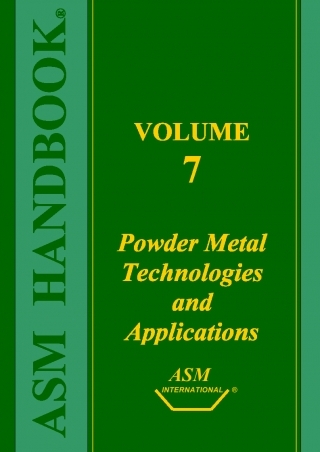 ASM HANDBOOK®
VOLUME
7
Powder Metal
Technologies
and
Applications
ASM
INTERNATIONAL ®